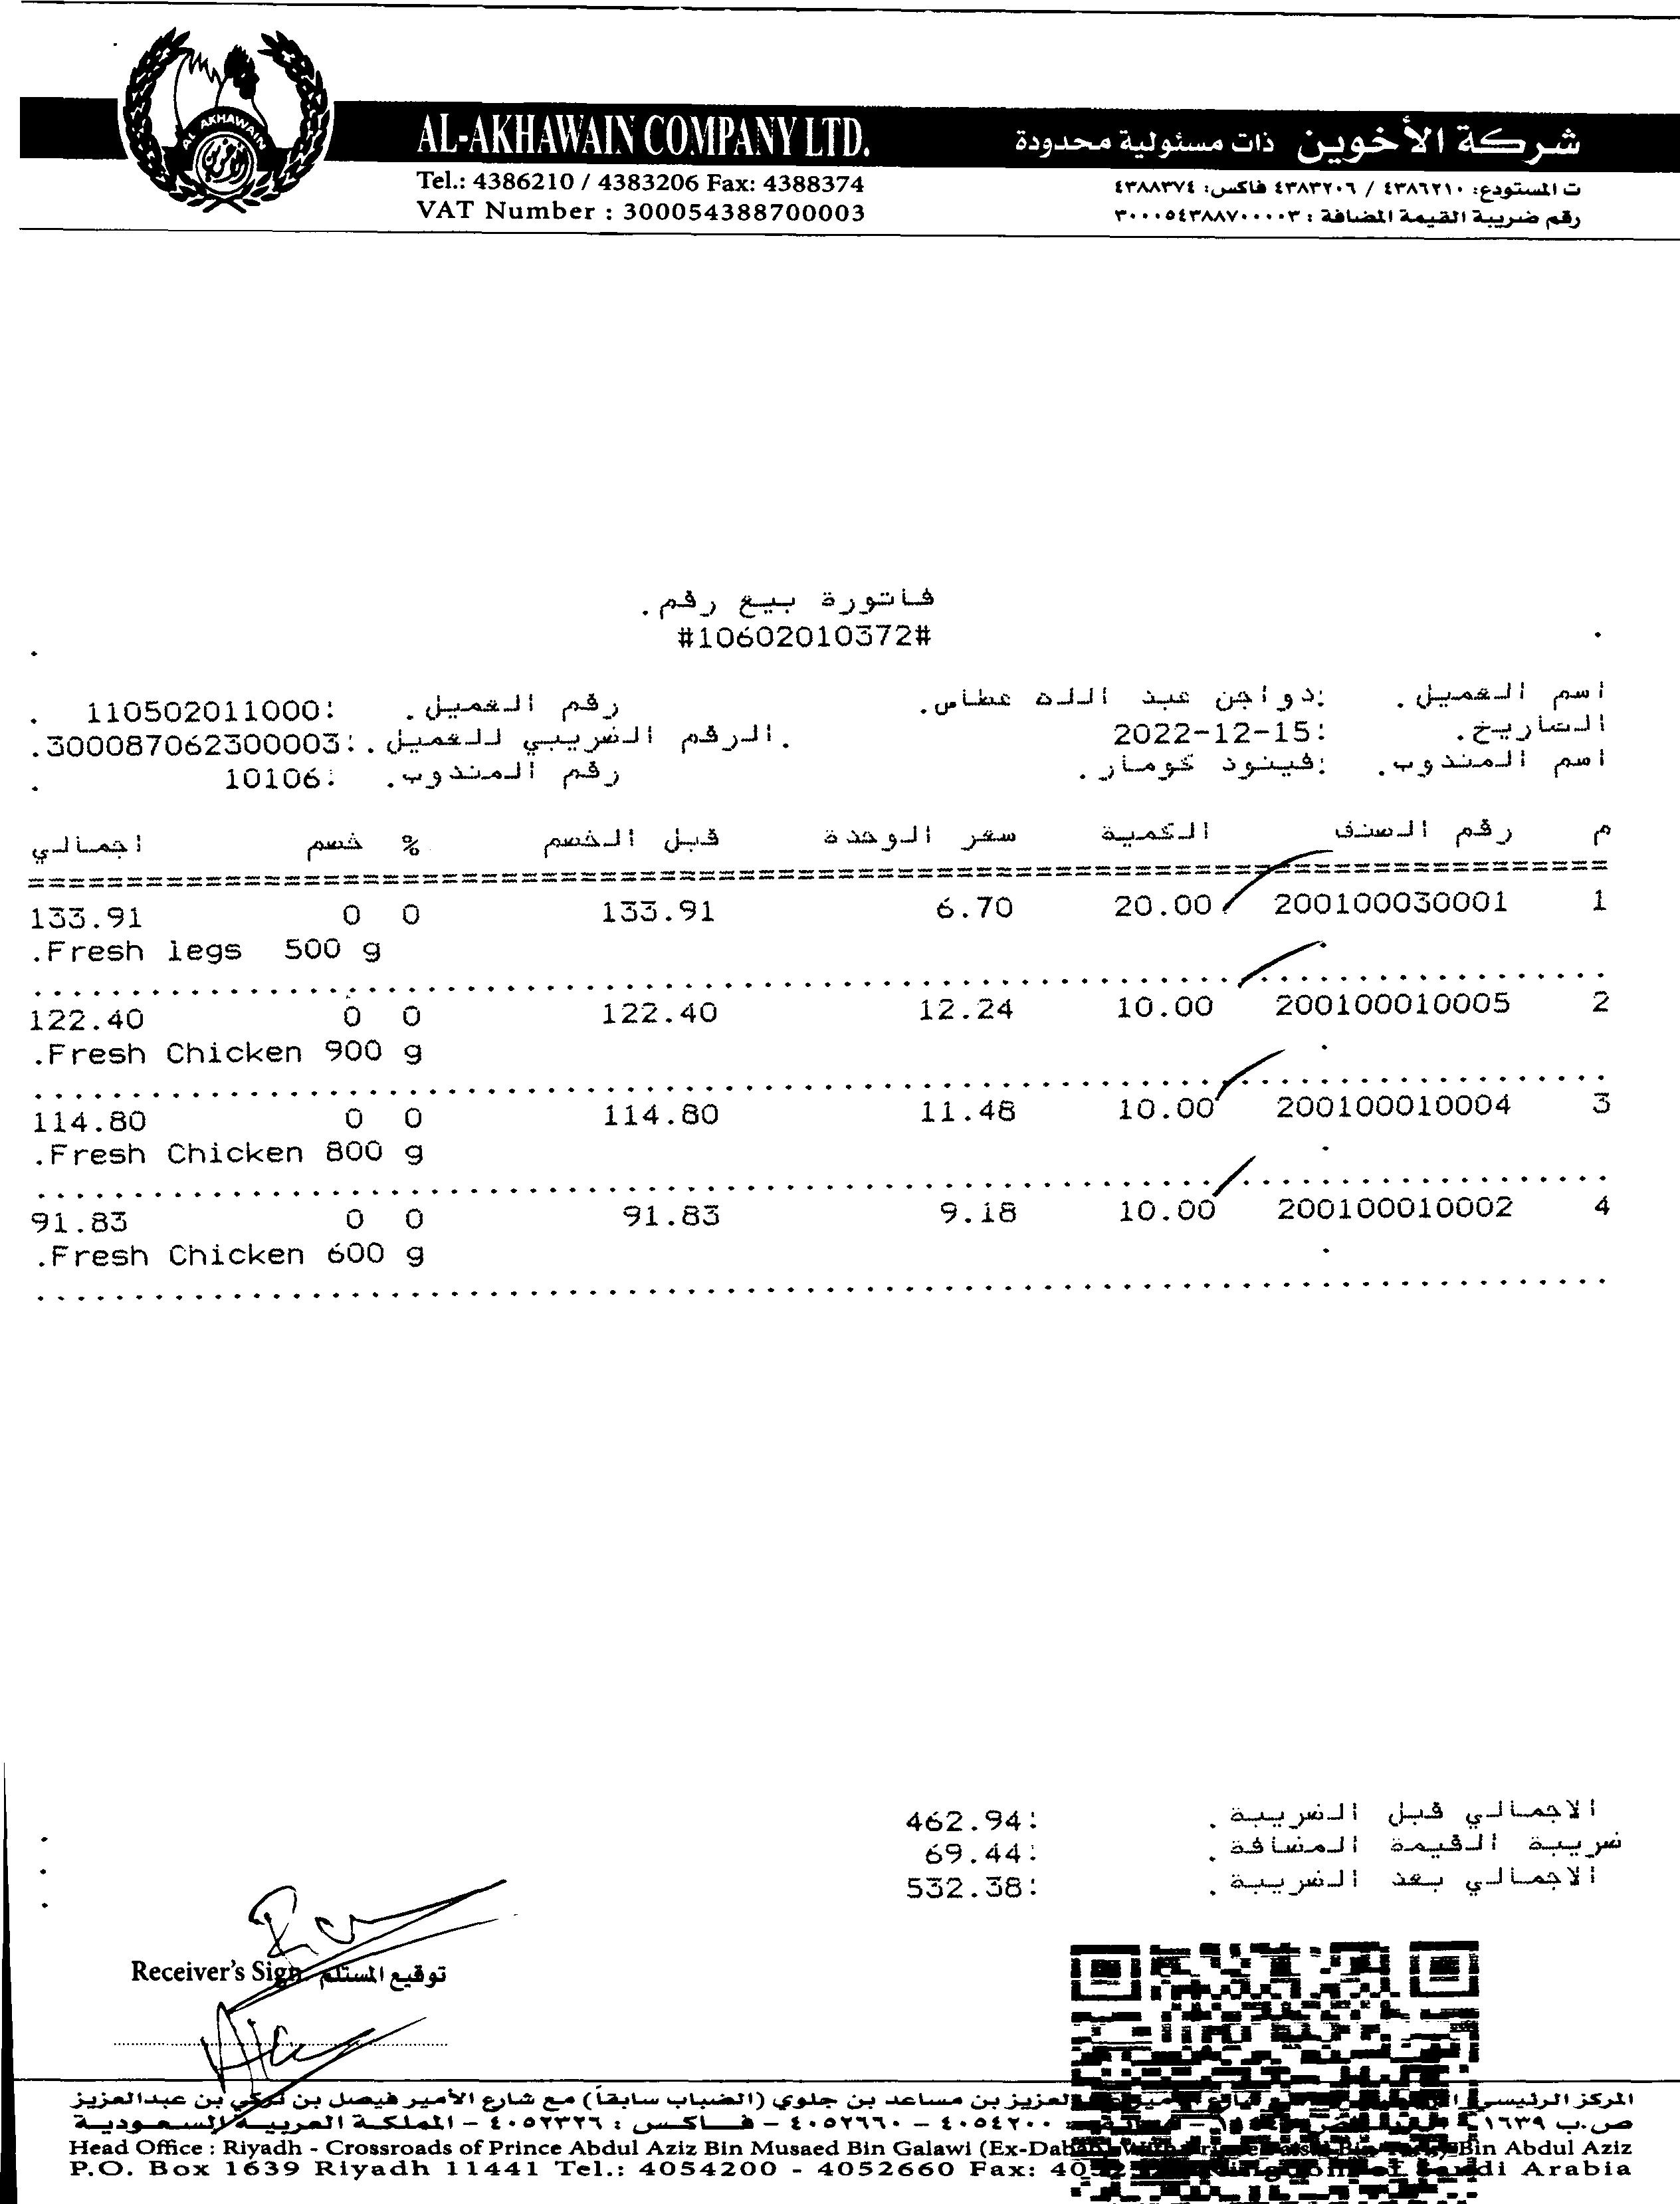 AL AKHAWAIN
AL-AKHAWAIN COMPANY LTD.
شركة الأخوين ذات مسئولية محدودة
Tel.: 4386210 / 4383206 Fax: 4388374
ت المستودع: ٤٣٨٦٢١٠ / ٤٣٨٣٢٠٦ فاكس: ٤٣٨٨٣٧٤
VAT Number : 300054388700003
رقم ضريبة القيمة المضافة : ٣٠٠٠٥٤٣٨٨٧٠٠٠٠٣
فاتورة بيع رقم.
#10602010372#
اسم العميل. :دواجن عبد الله عطاس. رقم العميل. :110502011000 .
التاريخ. :2022-12-15 .الرقم الضريبي للعميل.:300087062300003.
اسم المندوب. :فينود كومار. رقم المندوب. :10106 .
م رقم الصنف الكمية سعر الوحدة قبل الخصم % خصم اجمالي
1 200100030001 20.00 6.70 133.91 0 0 133.91
.Fresh legs 500 g
2 200100010005 10.00 12.24 122.40 0 0 122.40
.Fresh Chicken 900 g
3 200100010004 10.00 11.48 114.80 0 0 114.80
.Fresh Chicken 800 g
4 200100010002 10.00 9.18 91.83 0 0 91.83
.Fresh Chicken 600 g
الاجمالي قبل الضريبة. :462.94
ضريبة القيمة المضافة. :69.44
الاجمالي بعد الضريبة. :532.38
Receiver's Sign. توقيع المستلم
المركز الرئيسي لعزيز بن مساعد بن جلوي (الضباب سابقاً) مع شارع الأمير فيصل بن تركي بن عبدالعزيز
ص.ب ١٦٣٩ ٤٠٥٤٢٠٠ – ٤٠٥٢٦٦٠ – فاكس : ٤٠٥٢٣٢٦ – المملكة العربية السعودية
Head Office : Riyadh - Crossroads of Prince Abdul Aziz Bin Musaed Bin Galawi (Ex-Dabab) Bin Abdul Aziz
P.O. Box 1639 Riyadh 11441 Tel.: 4054200 - 4052660 Fax: Arabia